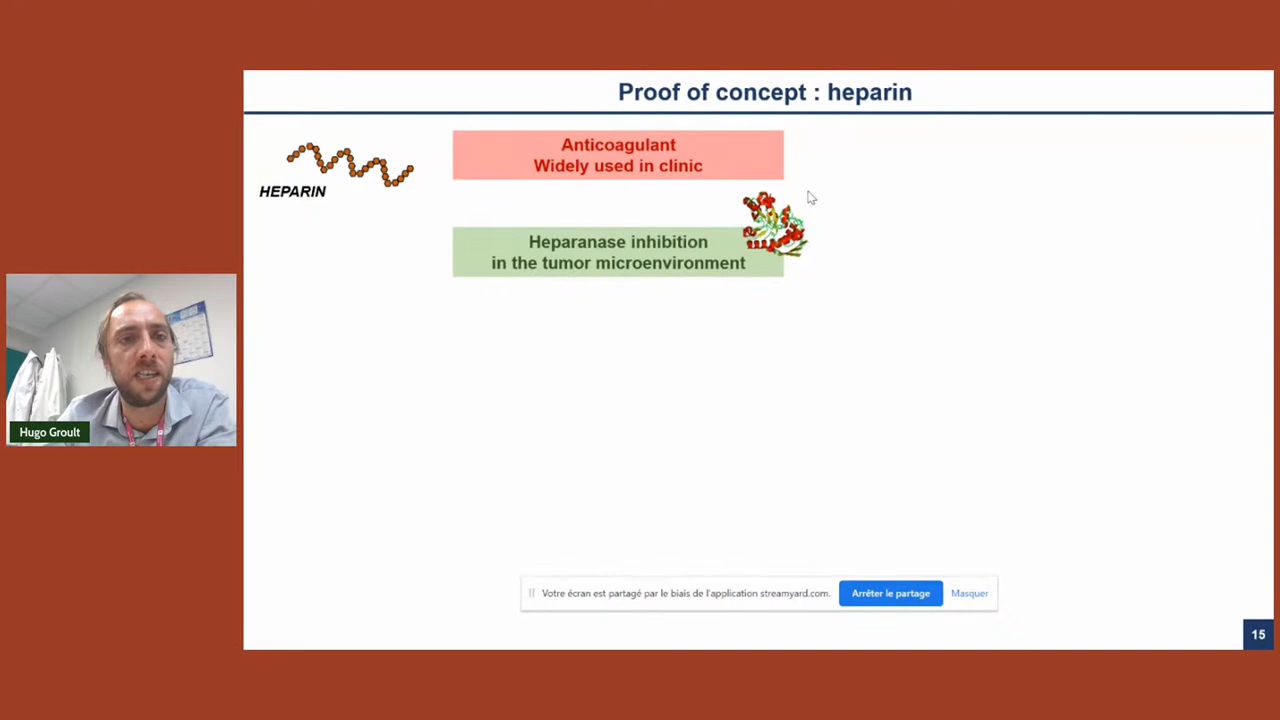 Proof of concept : heparin
Anticoagulant
Widely used in clinic
HEPARIN
Heparanase inhibition
in the tumor microenvironment
Hugo Groult
Votre écran est partagé par le biais de l'application streamyard.com.
Arrêter le partage
Masquer
15